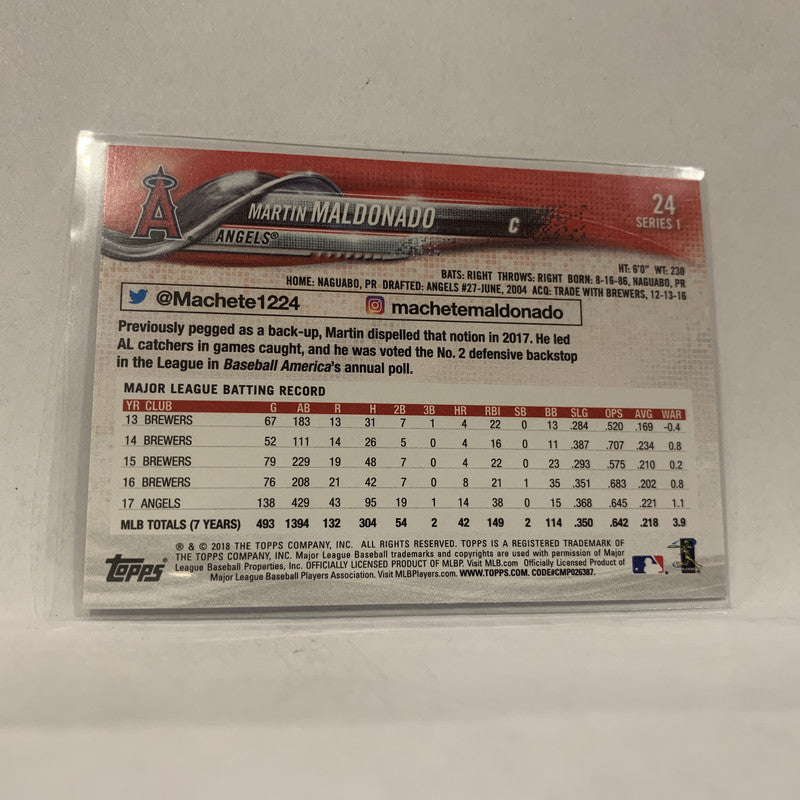 A
MARTIN MALDONADO
C
ANGELS®
24
SERIES 1
HT: 6'0" WT: 230
BATS: RIGHT THROWS: RIGHT BORN: 8-16-86, NAGUABO, PR
HOME: NAGUABO, PR DRAFTED: ANGELS #27-JUNE, 2004 ACQ: TRADE WITH BREWERS, 12-13-16
@Machete1224 machetemaldonado
Previously pegged as a back-up, Martin dispelled that notion in 2017. He led
AL catchers in games caught, and he was voted the No. 2 defensive backstop
in the League in Baseball America's annual poll.
MAJOR LEAGUE BATTING RECORD
YR CLUB G AB R H 2B 3B HR RBI SB BB SLG OPS AVG WAR
13 BREWERS 67 183 13 31 7 1 4 22 0 13 .284 .520 .169 -0.4
14 BREWERS 52 111 14 26 5 0 4 16 0 11 .387 .707 .234 0.8
15 BREWERS 79 229 19 48 7 0 4 22 0 23 .293 .575 .210 0.2
16 BREWERS 76 208 21 42 7 0 8 21 1 35 .351 .683 .202 0.8
17 ANGELS 138 429 43 95 19 1 14 38 0 15 .368 .645 .221 1.1
MLB TOTALS (7 YEARS) 493 1394 132 304 54 2 42 149 2 114 .350 .642 .218 3.9
Topps
® & © 2018 THE TOPPS COMPANY, INC. ALL RIGHTS RESERVED. TOPPS IS A REGISTERED TRADEMARK OF
THE TOPPS COMPANY, INC. Major League Baseball trademarks and copyrights are used with permission of Major
League Baseball Properties, Inc. OFFICIALLY LICENSED PRODUCT OF MLBP. Visit MLB.com Officially Licensed Product of
Major League Baseball Players Association. Visit MLBPlayers.com. WWW.TOPPS.COM. CODE#CMP026387.